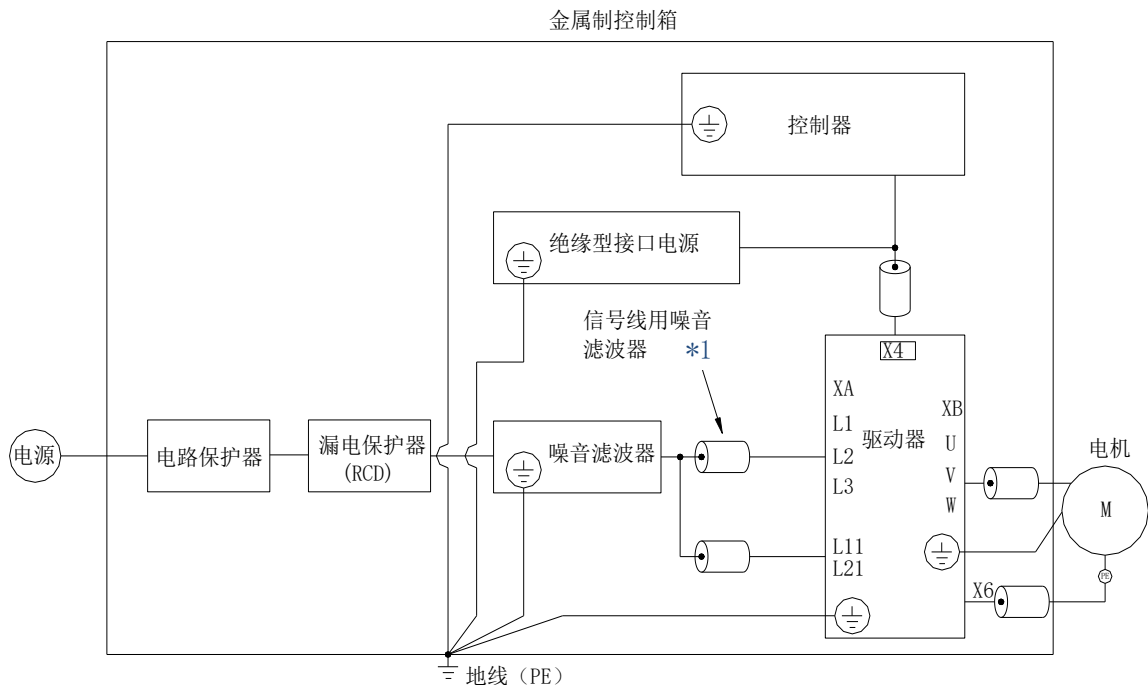 金属制控制箱
控制器
绝缘型接口电源
信号线用噪音
滤波器 *1
X4
XA
XB
L1
驱动器
U
电机
电源
电路保护器
漏电保护器
(RCD)
噪音滤波器
L2
V
L3
W
M
L11
L21
X6
PE
地线（PE）